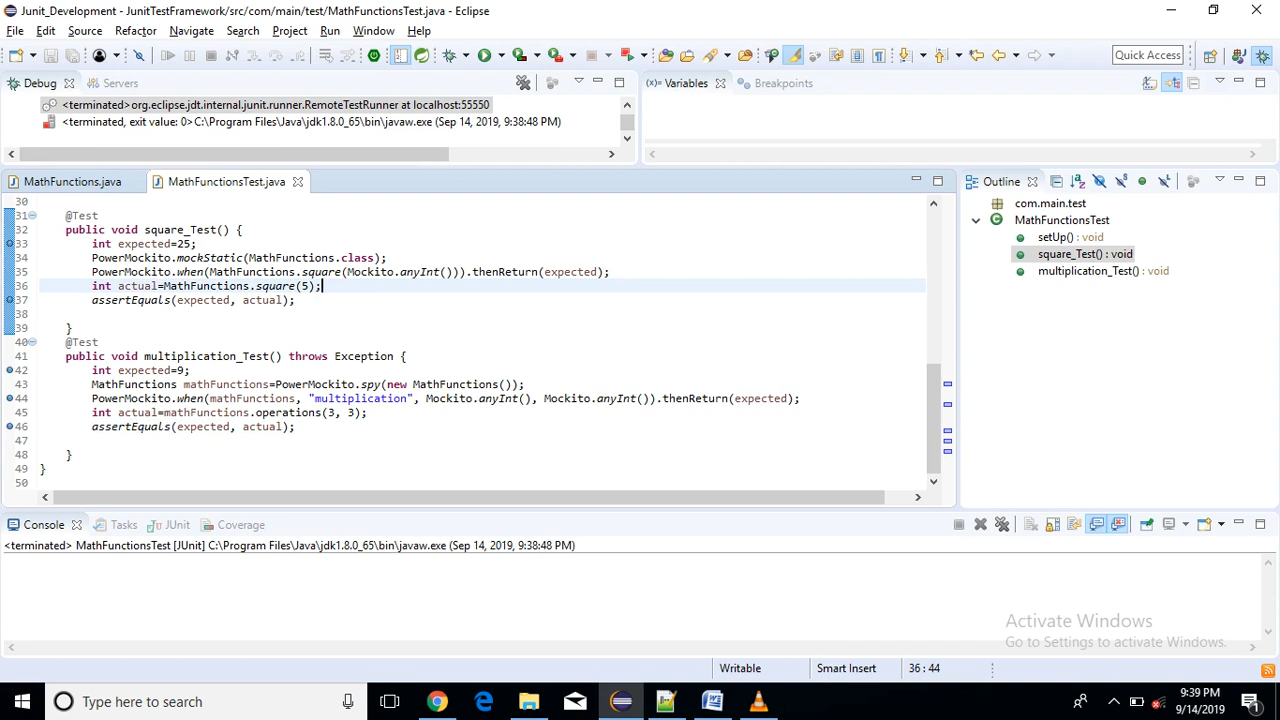 Junit_Development - JunitTestFramework/src/com/main/test/MathFunctionsTest.java - Eclipse
File Edit Source Refactor Navigate Search Project Run Window Help
Quick Access
Debug Servers
<terminated>org.eclipse.jdt.internal.junit.runner.RemoteTestRunner at localhost:55550
<terminated, exit value: 0>C:\Program Files\Java\jdk1.8.0_65\bin\javaw.exe (Sep 14, 2019, 9:38:48 PM)
(x)= Variables Breakpoints
MathFunctions.java MathFunctionsTest.java
30
31 @Test
32 public void square_Test() {
33 int expected=25;
34 PowerMockito.mockStatic(MathFunctions.class);
35 PowerMockito.when(MathFunctions.square(Mockito.anyInt())).thenReturn(expected);
36 int actual=MathFunctions.square(5);
37 assertEquals(expected, actual);
38
39 }
40 @Test
41 public void multiplication_Test() throws Exception {
42 int expected=9;
43 MathFunctions mathFunctions=PowerMockito.spy(new MathFunctions());
44 PowerMockito.when(mathFunctions, "multiplication", Mockito.anyInt(), Mockito.anyInt()).thenReturn(expected);
45 int actual=mathFunctions.operations(3, 3);
46 assertEquals(expected, actual);
47
48 }
49 }
50
Outline
com.main.test
MathFunctionsTest
setUp() : void
square_Test() : void
multiplication_Test() : void
Console Tasks JUnit Coverage
<terminated> MathFunctionsTest [JUnit] C:\Program Files\Java\jdk1.8.0_65\bin\javaw.exe (Sep 14, 2019, 9:38:48 PM)
Activate Windows
Go to Settings to activate Windows.
Writable Smart Insert 36 : 44
Type here to search
9:39 PM
9/14/2019
1